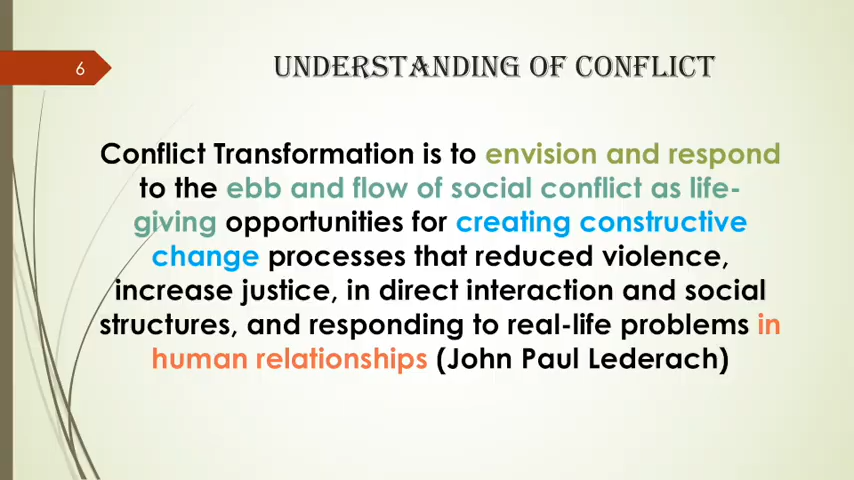 6
UNDERSTANDING OF CONFLICT
Conflict Transformation is to envision and respond
to the ebb and flow of social conflict as life-
giving opportunities for creating constructive
change processes that reduced violence,
increase justice, in direct interaction and social
structures, and responding to real-life problems in
human relationships (John Paul Lederach)